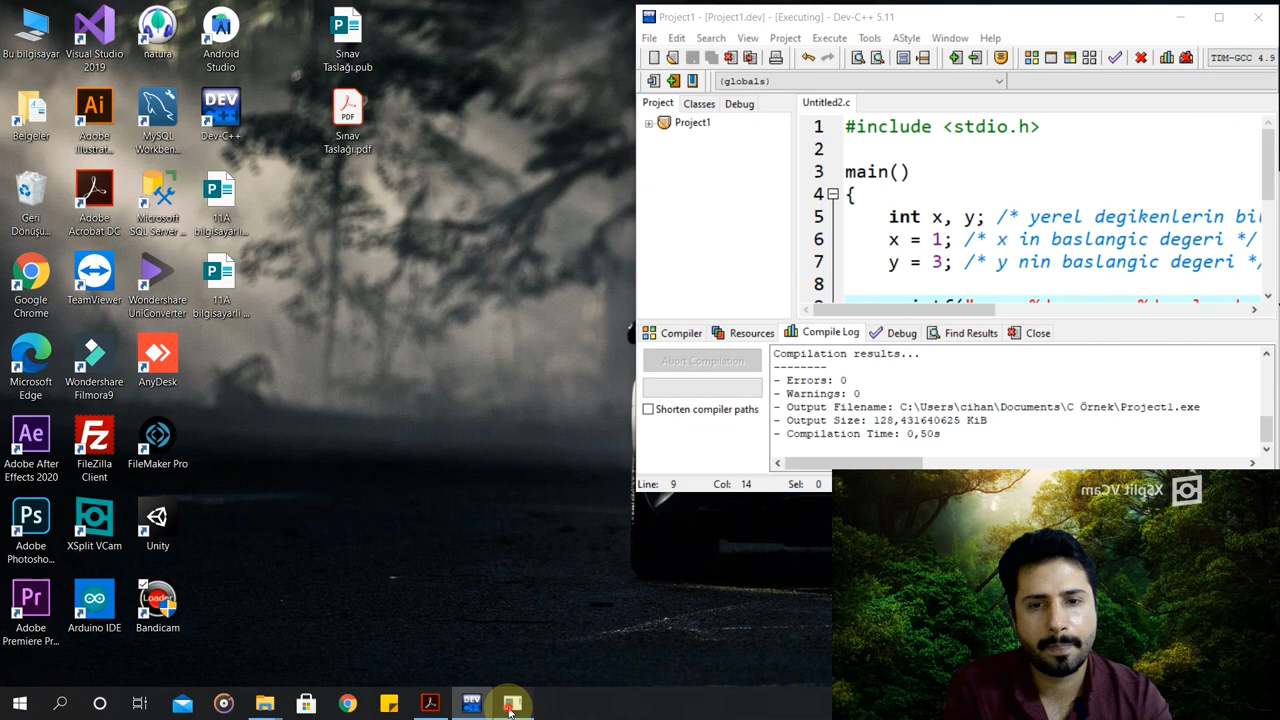 Bu bilgisayar
Visual Studio
2019
natura
Android
Studio
Sınav
Taslağı.pub
Belgeler
Adobe
Illustrat...
MySQL
Workben...
DEV
Dev-C++
PDF
Sınav
Taslağı.pdf
Geri
Dönüşü...
Adobe
Acrobat DC
Microsoft
SQL Server ...
11A
bilgisayarlı...
Google
Chrome
TeamViewer
Wondershare
UniConverter
11A
bilgisayarlı ...
Microsoft
Edge
Wondershare
Filmora9
AnyDesk
Adobe After
Effects 2020
FileZilla
Client
FileMaker Pro
Adobe
Photosho...
XSplit VCam
Unity
Adobe
Premiere Pr...
Arduino IDE
Loader
Bandicam
Project1 - [Project1.dev] - [Executing] - Dev-C++ 5.11
File Edit Search View Project Execute Tools AStyle Window Help
TDM-GCC 4.9
(globals)
Project Classes Debug
Project1
Untitled2.c
1 #include <stdio.h>
2
3 main()
4 {
5 int x, y; /* yerel degikenlerin bil
6 x = 1; /* x in baslangic degeri */
7 y = 3; /* y nin baslangic degeri */
8
Compiler Resources Compile Log Debug Find Results Close
Abort Compilation
Shorten compiler paths
Compilation results...
--------
- Errors: 0
- Warnings: 0
- Output Filename: C:\Users\cihan\Documents\C Örnek\Project1.exe
- Output Size: 128,431640625 KiB
- Compilation Time: 0,50s
Line: 9 Col: 14 Sel: 0
XSplit VCam
DEV